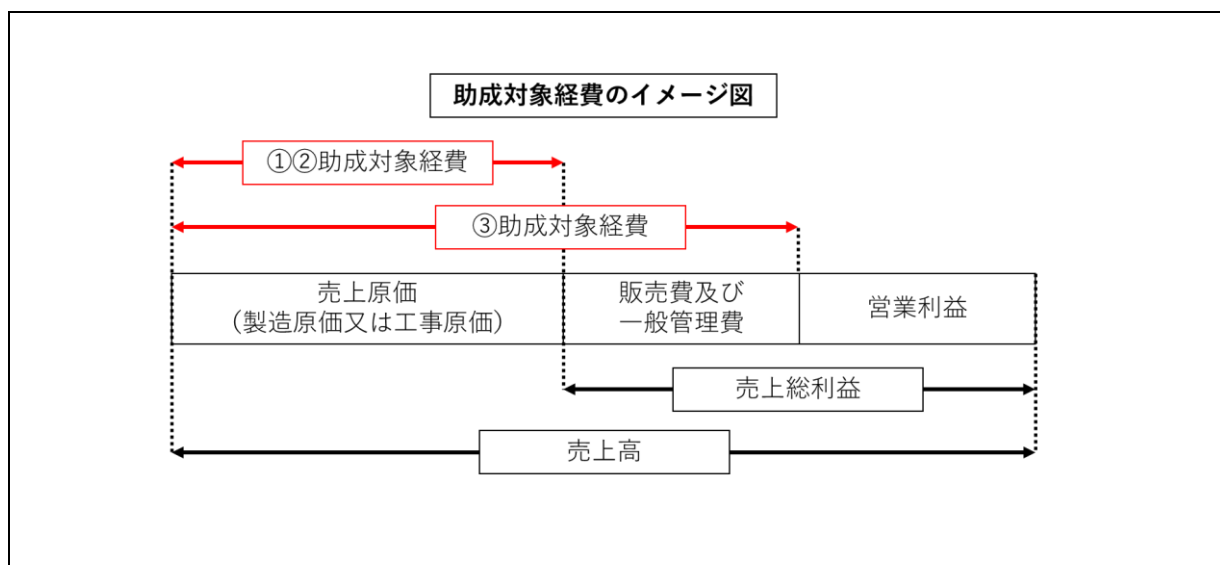 助成対象経費のイメージ図
①②助成対象経費
③助成対象経費
売上原価
（製造原価又は工事原価）
販売費及び
一般管理費
営業利益
売上総利益
売上高